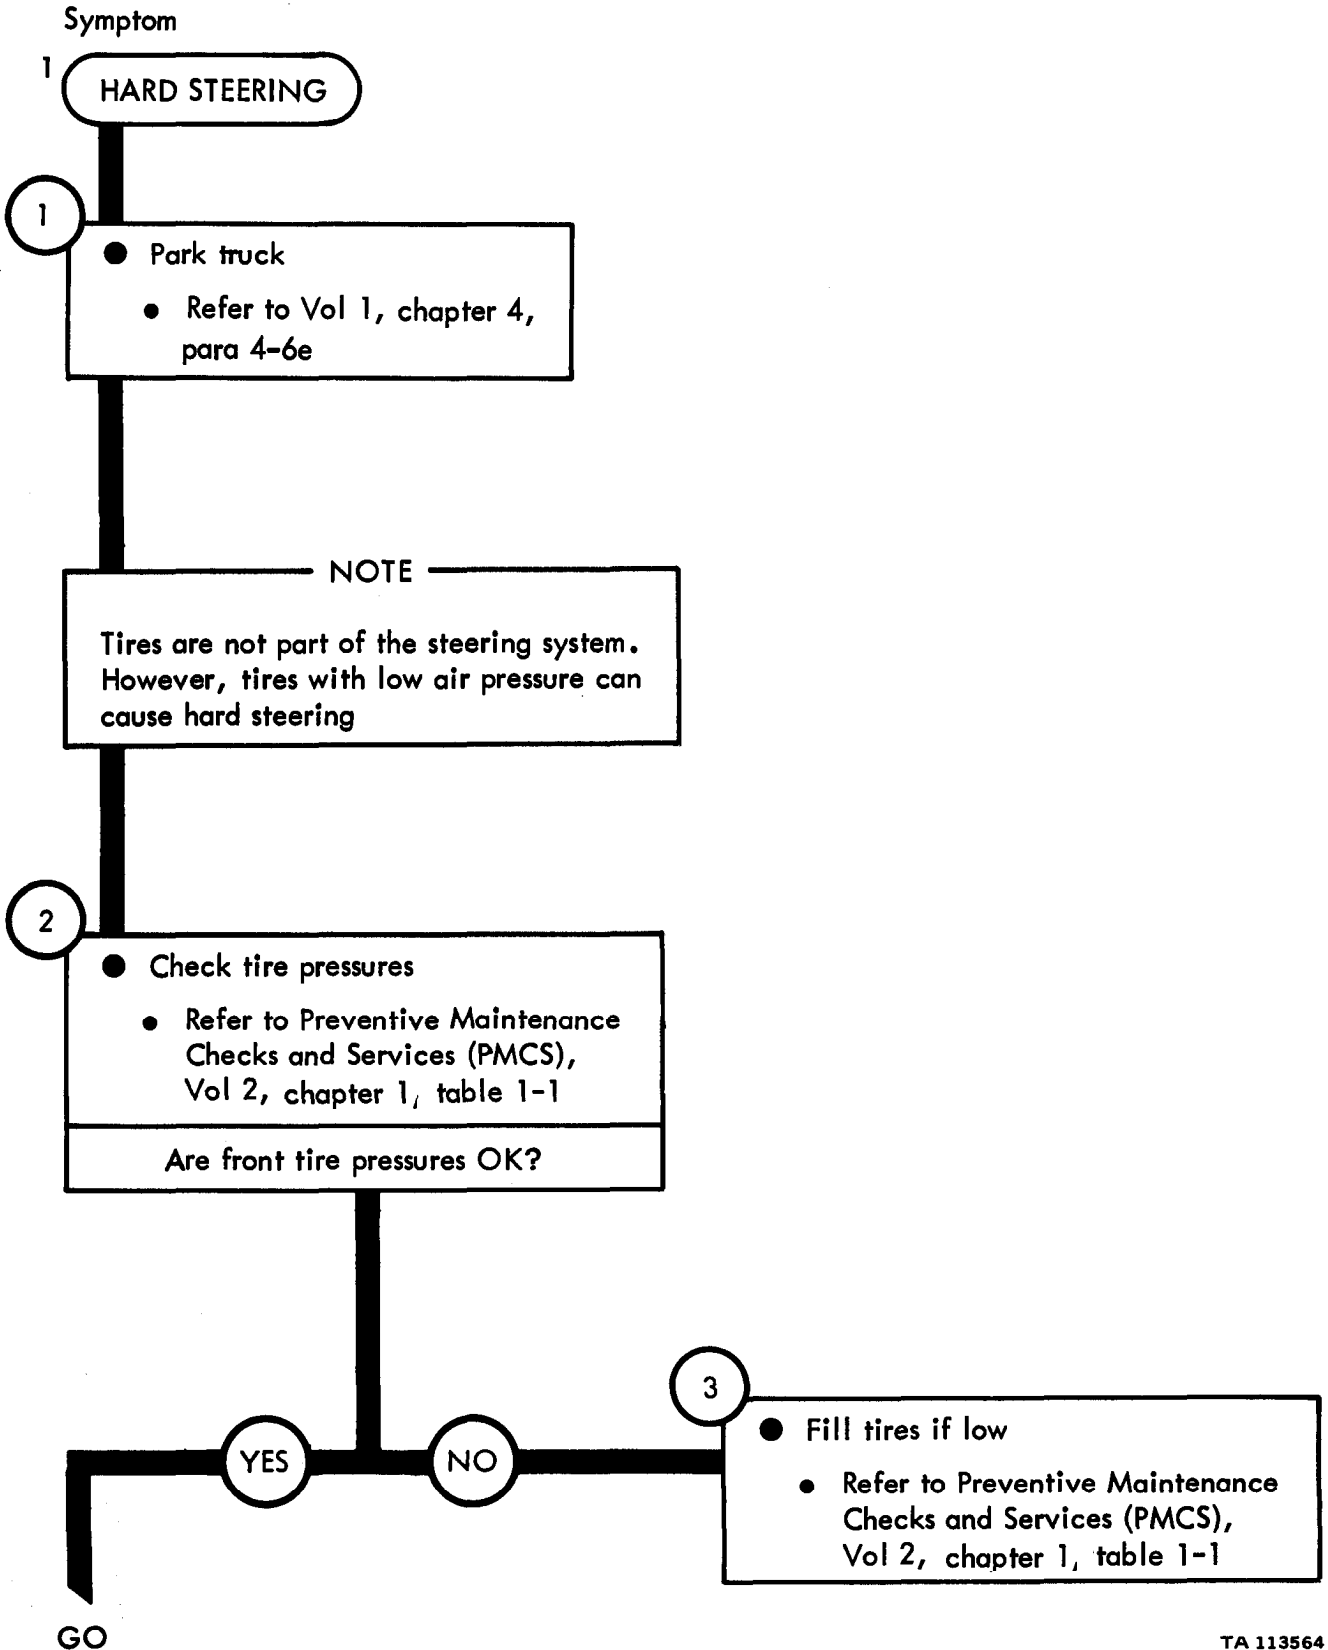 Symptom
1
HARD STEERING
1
● Park truck
● Refer to Vol 1, chapter 4,
para 4-6e
NOTE
Tires are not part of the steering system.
However, tires with low air pressure can
cause hard steering
2
● Check tire pressures
● Refer to Preventive Maintenance
Checks and Services (PMCS),
Vol 2, chapter 1, table 1-1
Are front tire pressures OK?
YES
NO
3
● Fill tires if low
● Refer to Preventive Maintenance
Checks and Services (PMCS),
Vol 2, chapter 1, table 1-1
GO
TA 113564